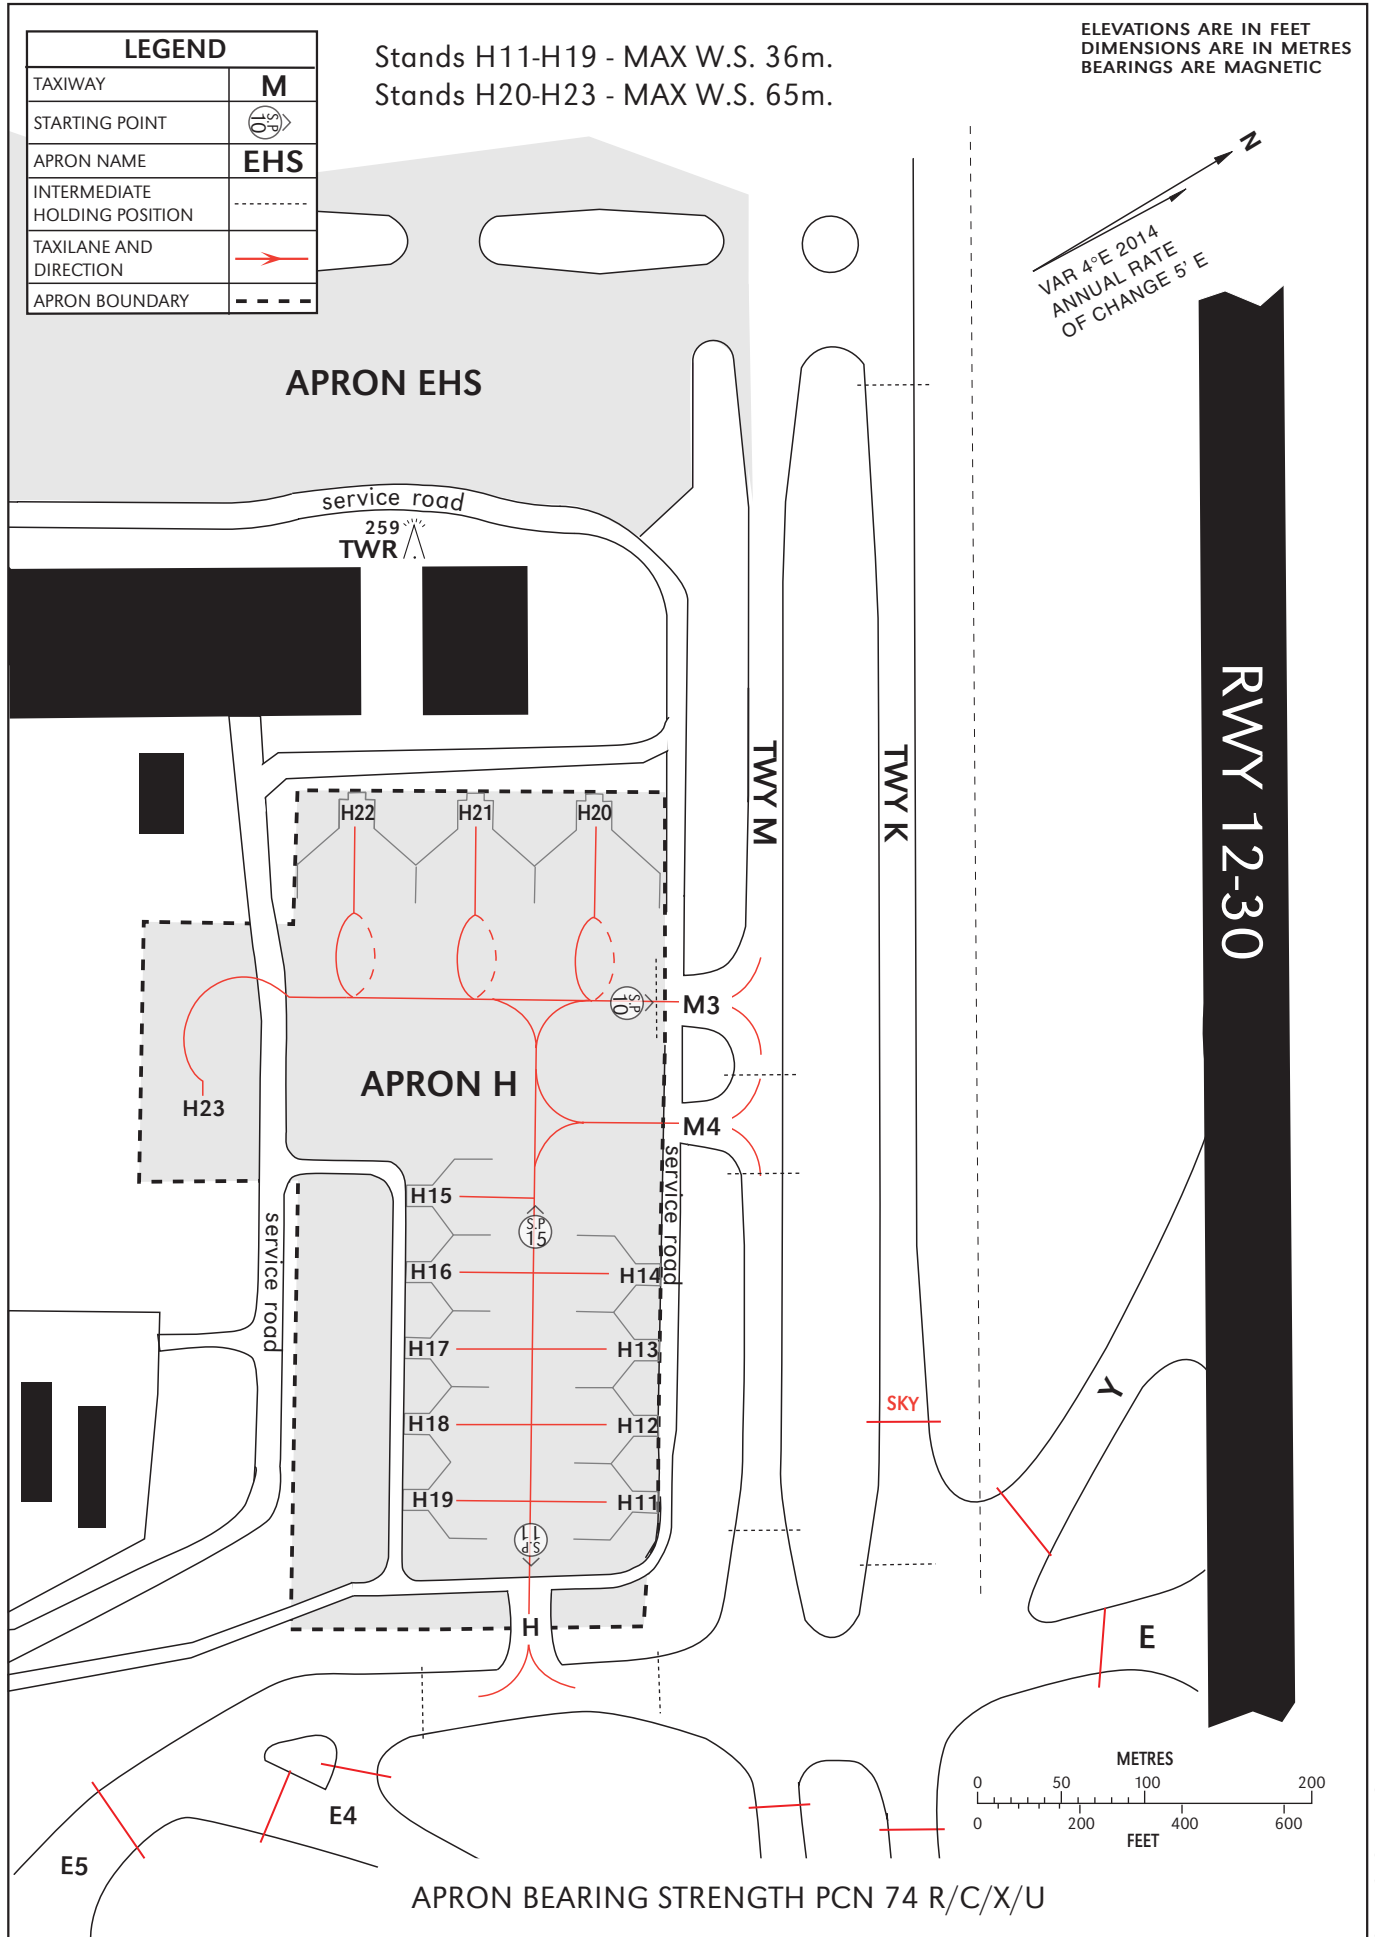 LEGEND
TAXIWAY M
STARTING POINT S.P 10
APRON NAME EHS
INTERMEDIATE
HOLDING POSITION
TAXILANE AND
DIRECTION
APRON BOUNDARY
Stands H11-H19 - MAX W.S. 36m.
Stands H20-H23 - MAX W.S. 65m.
ELEVATIONS ARE IN FEET
DIMENSIONS ARE IN METRES
BEARINGS ARE MAGNETIC
N
VAR 4°E 2014
ANNUAL RATE
OF CHANGE 5' E
APRON EHS
service road
259
TWR
RWY 12-30
TWY M
TWY K
H22
H21
H20
S.P
10
M3
APRON H
H23
M4
service road
service road
H15
S.P
15
H16
H14
H17
H13
SKY
Y
H18
H12
H19
H11
S.P
11
H
E
E4
E5
METRES
0 50 100 200
0 200 400 600
FEET
APRON BEARING STRENGTH PCN 74 R/C/X/U